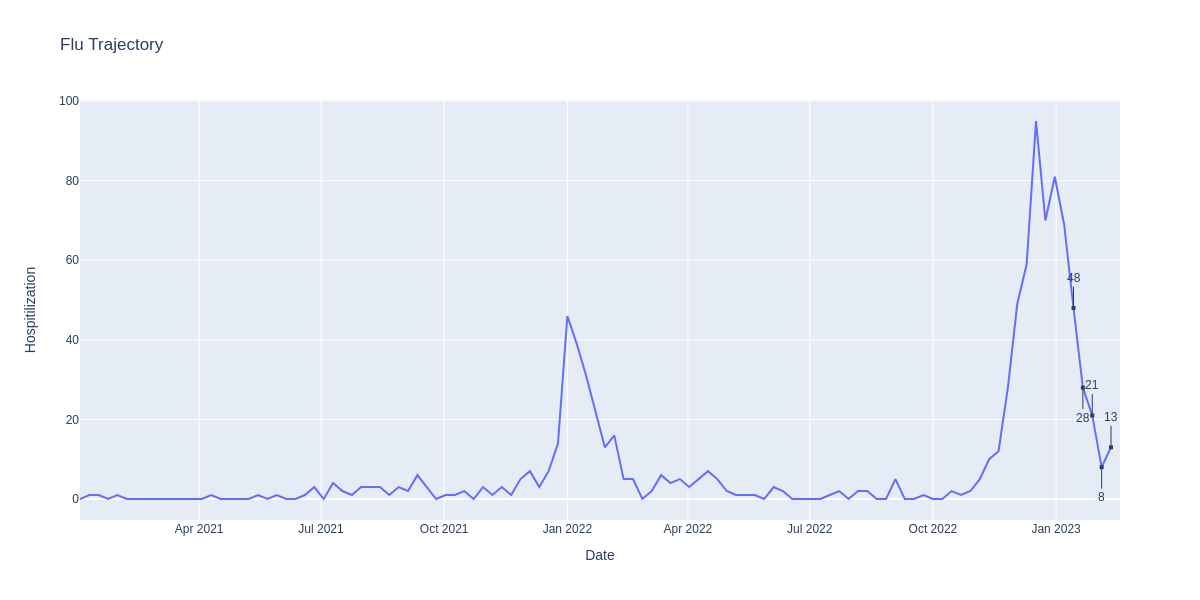 Flu Trajectory
100
80
60
40
20
0
Hospitilization
48
21
28
13
8
Apr 2021
Jul 2021
Oct 2021
Jan 2022
Apr 2022
Jul 2022
Oct 2022
Jan 2023
Date